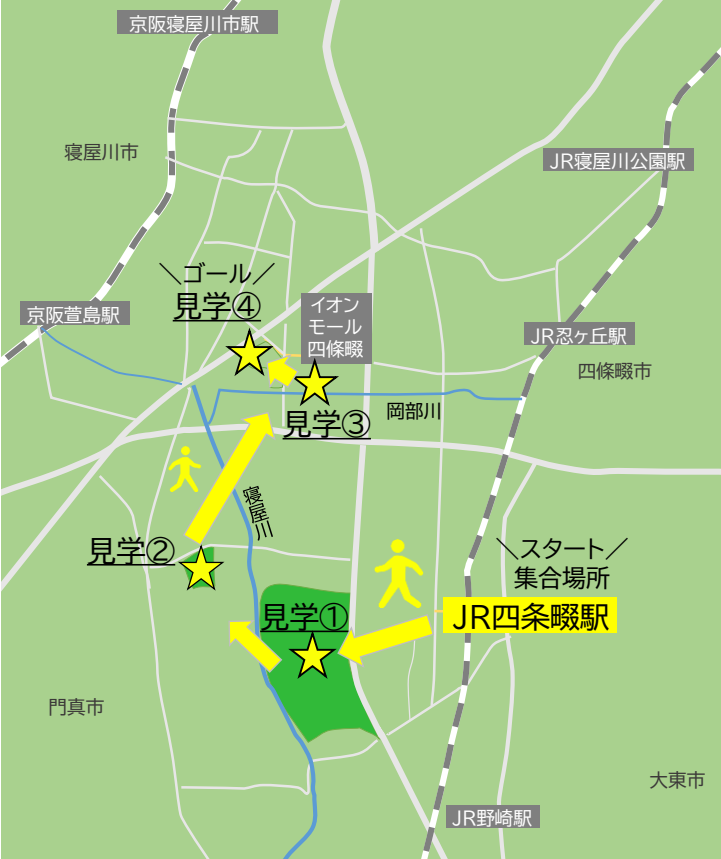 京阪寝屋川市駅
寝屋川市
JR寝屋川公園駅
＼ゴール／
見学④
京阪萱島駅
イオン
モール
四條畷
JR忍ヶ丘駅
四條畷市
岡部川
見学③
寝屋川
見学②
＼スタート／
集合場所
JR四条畷駅
見学①
門真市
大東市
JR野崎駅